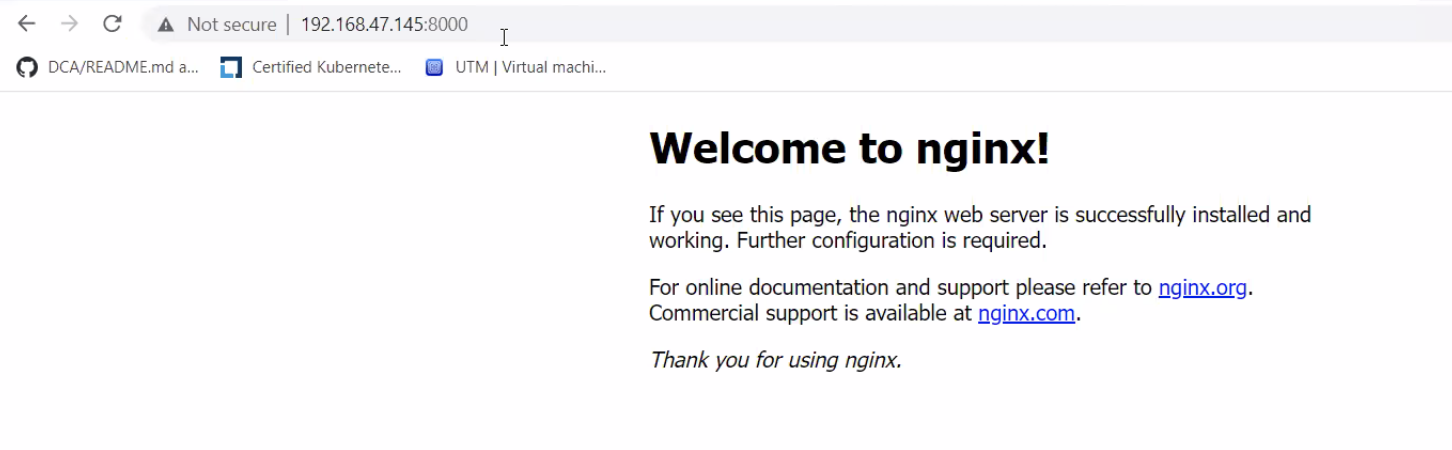 Not secure | 192.168.47.145:8000
DCA/README.md a... Certified Kubernete... UTM | Virtual machi...
Welcome to nginx!
If you see this page, the nginx web server is successfully installed and
working. Further configuration is required.
For online documentation and support please refer to nginx.org.
Commercial support is available at nginx.com.
Thank you for using nginx.